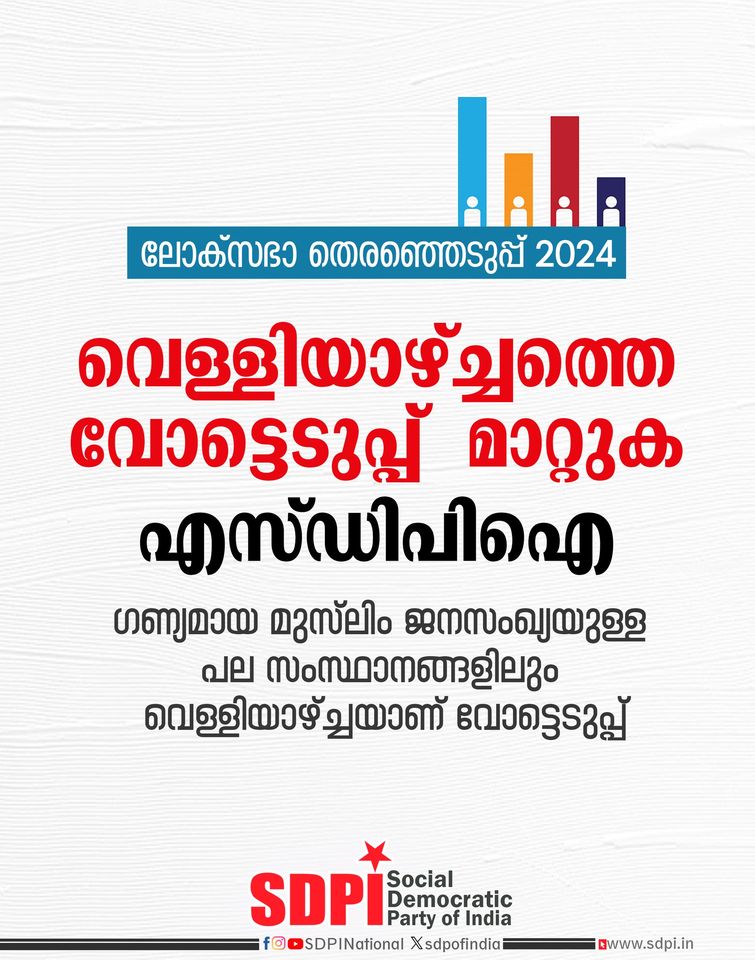 ലോക്സഭാ തെരഞ്ഞെടുപ്പ് 2024
വെള്ളിയാഴ്ച്ചത്തെ
വോട്ടെടുപ്പ് മാറ്റുക
എസ്ഡിപിഐ
ഗണ്യമായ മുസ്‌ലിം ജനസംഖ്യയുള്ള
പല സംസ്ഥാനങ്ങളിലും
വെള്ളിയാഴ്ച്ചയാണ് വോട്ടെടുപ്പ്
SDPI
Social
Democratic
Party of India
SDPINational sdpofindia www.sdpi.in